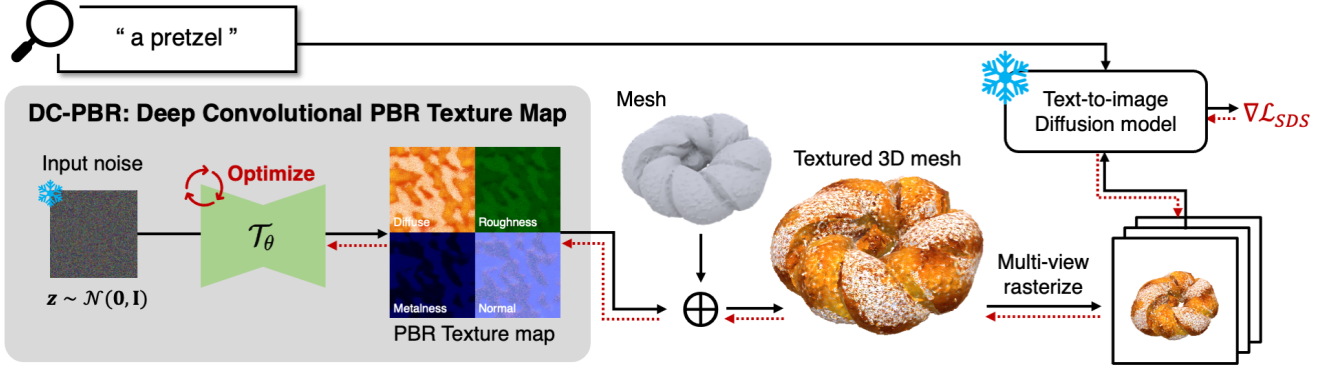 “ a pretzel ”
DC-PBR: Deep Convolutional PBR Texture Map
Input noise
Optimize
𝒯θ
z ~ 𝒩(0, I)
Diffuse
Roughness
Metalness
Normal
PBR Texture map
Mesh
Textured 3D mesh
Multi-view
rasterize
Text-to-image
Diffusion model
∇ℒSDS